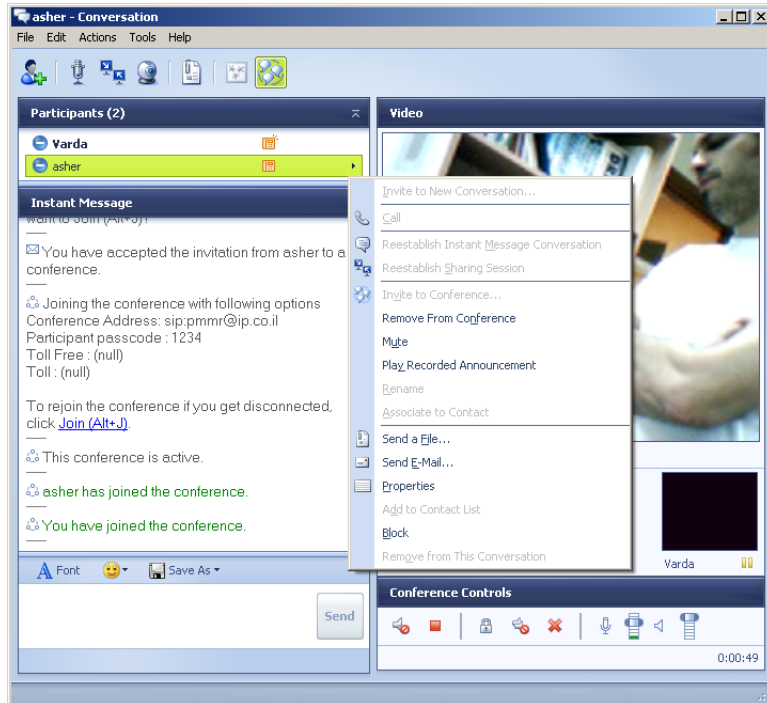 asher - Conversation
File Edit Actions Tools Help
Participants (2)
Varda
asher
Instant Message
want to Join (Alt+J)?
You have accepted the invitation from asher to a
conference.
Joining the conference with following options
Conference Address: sip:pmmr@ip.co.il
Participant passcode : 1234
Toll Free : (null)
Toll : (null)
To rejoin the conference if you get disconnected,
click Join (Alt+J).
This conference is active.
asher has joined the conference.
You have joined the conference.
Font Save As
Send
Video
Invite to New Conversation...
Call
Reestablish Instant Message Conversation
Reestablish Sharing Session
Invite to Conference...
Remove From Conference
Mute
Play Recorded Announcement
Rename
Associate to Contact
Send a File...
Send E-Mail...
Properties
Add to Contact List
Block
Remove from This Conversation
Varda
Conference Controls
0:00:49